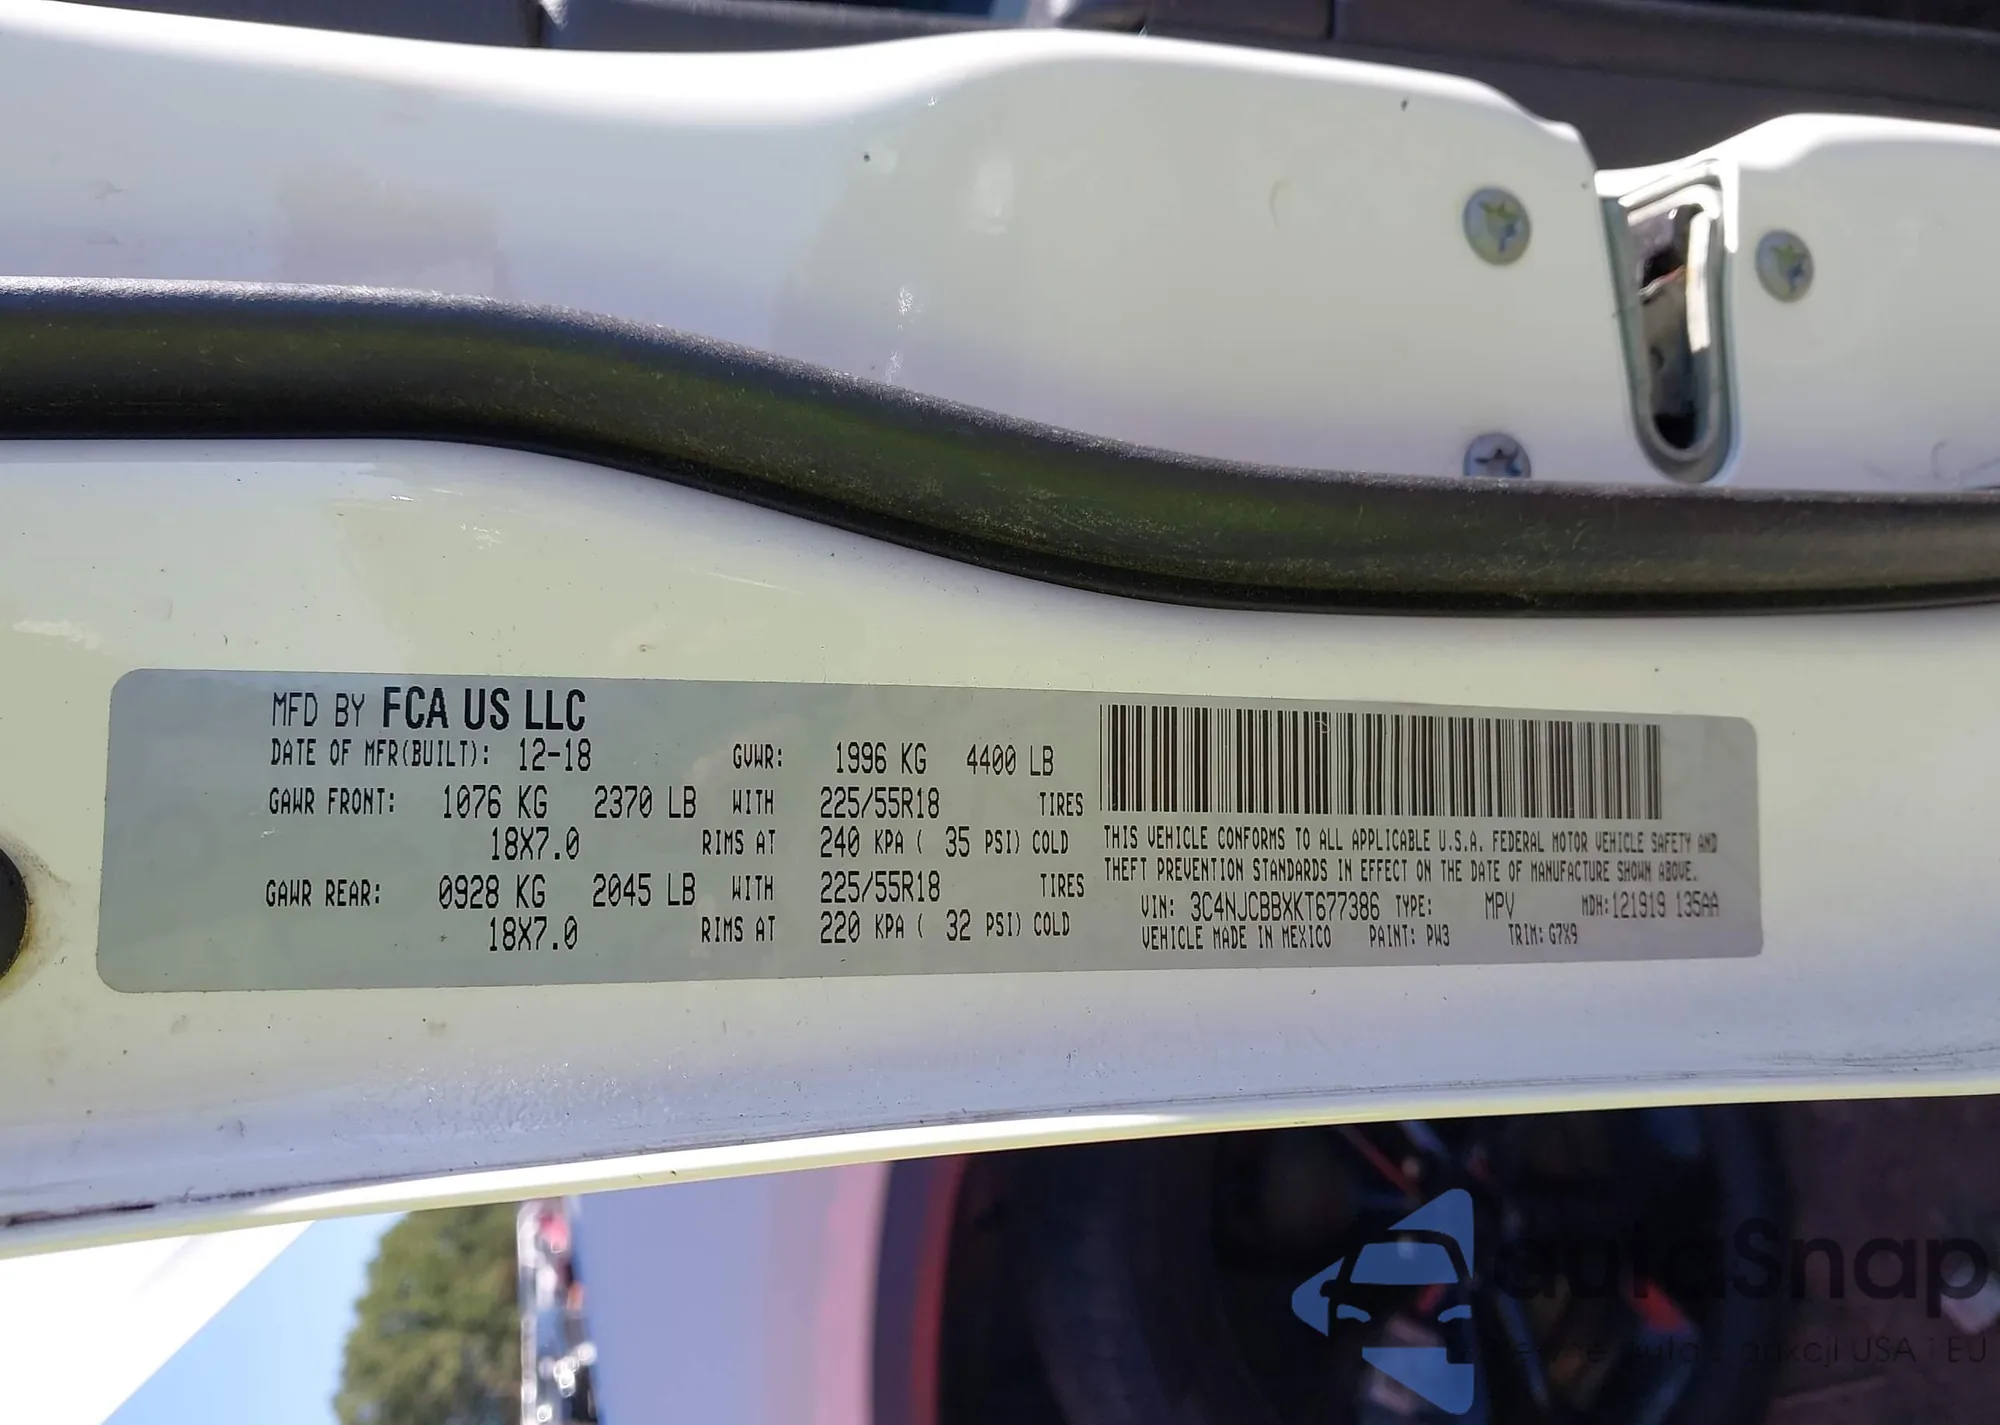 MFD BY FCA US LLC
DATE OF MFR(BUILT): 12-18 GVWR: 1996 KG 4400 LB
GAWR FRONT: 1076 KG 2370 LB WITH 225/55R18 TIRES
18X7.0 RIMS AT 240 KPA ( 35 PSI) COLD
GAWR REAR: 0928 KG 2045 LB WITH 225/55R18 TIRES
18X7.0 RIMS AT 220 KPA ( 32 PSI) COLD
THIS VEHICLE CONFORMS TO ALL APPLICABLE U.S.A. FEDERAL MOTOR VEHICLE SAFETY AND
THEFT PREVENTION STANDARDS IN EFFECT ON THE DATE OF MANUFACTURE SHOWN ABOVE.
VIN: 3C4NJCBBXKT677386 TYPE: MPV MDH:121919 135AA
VEHICLE MADE IN MEXICO PAINT: PW3 TRIM: G7X9
autoSnap
aukcji USA i EU